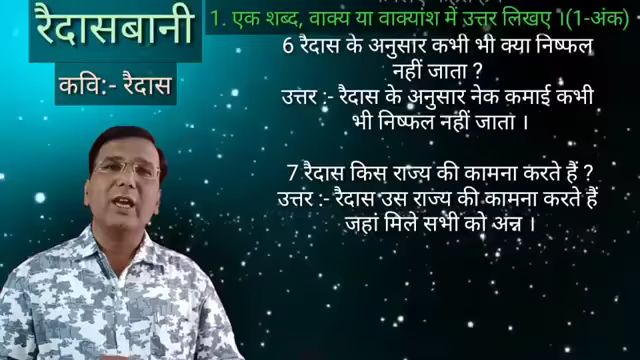 रैदासबानी
कवि:- रैदास
1. एक शब्द, वाक्य या वाक्यांश में उत्तर लिखए ।(1-अंक)
6 रैदास के अनुसार कभी भी क्या निष्फल
नहीं जाता ?
उत्तर :- रैदास के अनुसार नेक कमाई कभी
भी निष्फल नहीं जाता ।
7 रैदास किस राज्य की कामना करते हैं ?
उत्तर :- रैदास उस राज्य की कामना करते हैं
जहां मिले सभी को अन्न ।